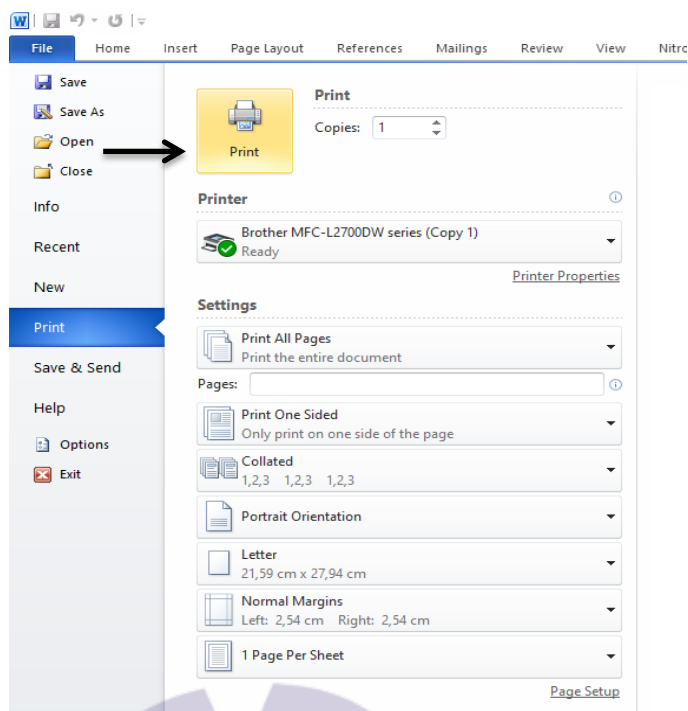 W
File Home Insert Page Layout References Mailings Review View Nitro
Save
Save As
Open
Close
Info
Recent
New
Print
Save & Send
Help
Options
Exit
Print
Print
Copies: 1
Printer
Brother MFC-L2700DW series (Copy 1)
Ready
Printer Properties
Settings
Print All Pages
Print the entire document
Pages:
Print One Sided
Only print on one side of the page
Collated
1,2,3 1,2,3 1,2,3
Portrait Orientation
Letter
21,59 cm x 27,94 cm
Normal Margins
Left: 2,54 cm Right: 2,54 cm
1 Page Per Sheet
Page Setup